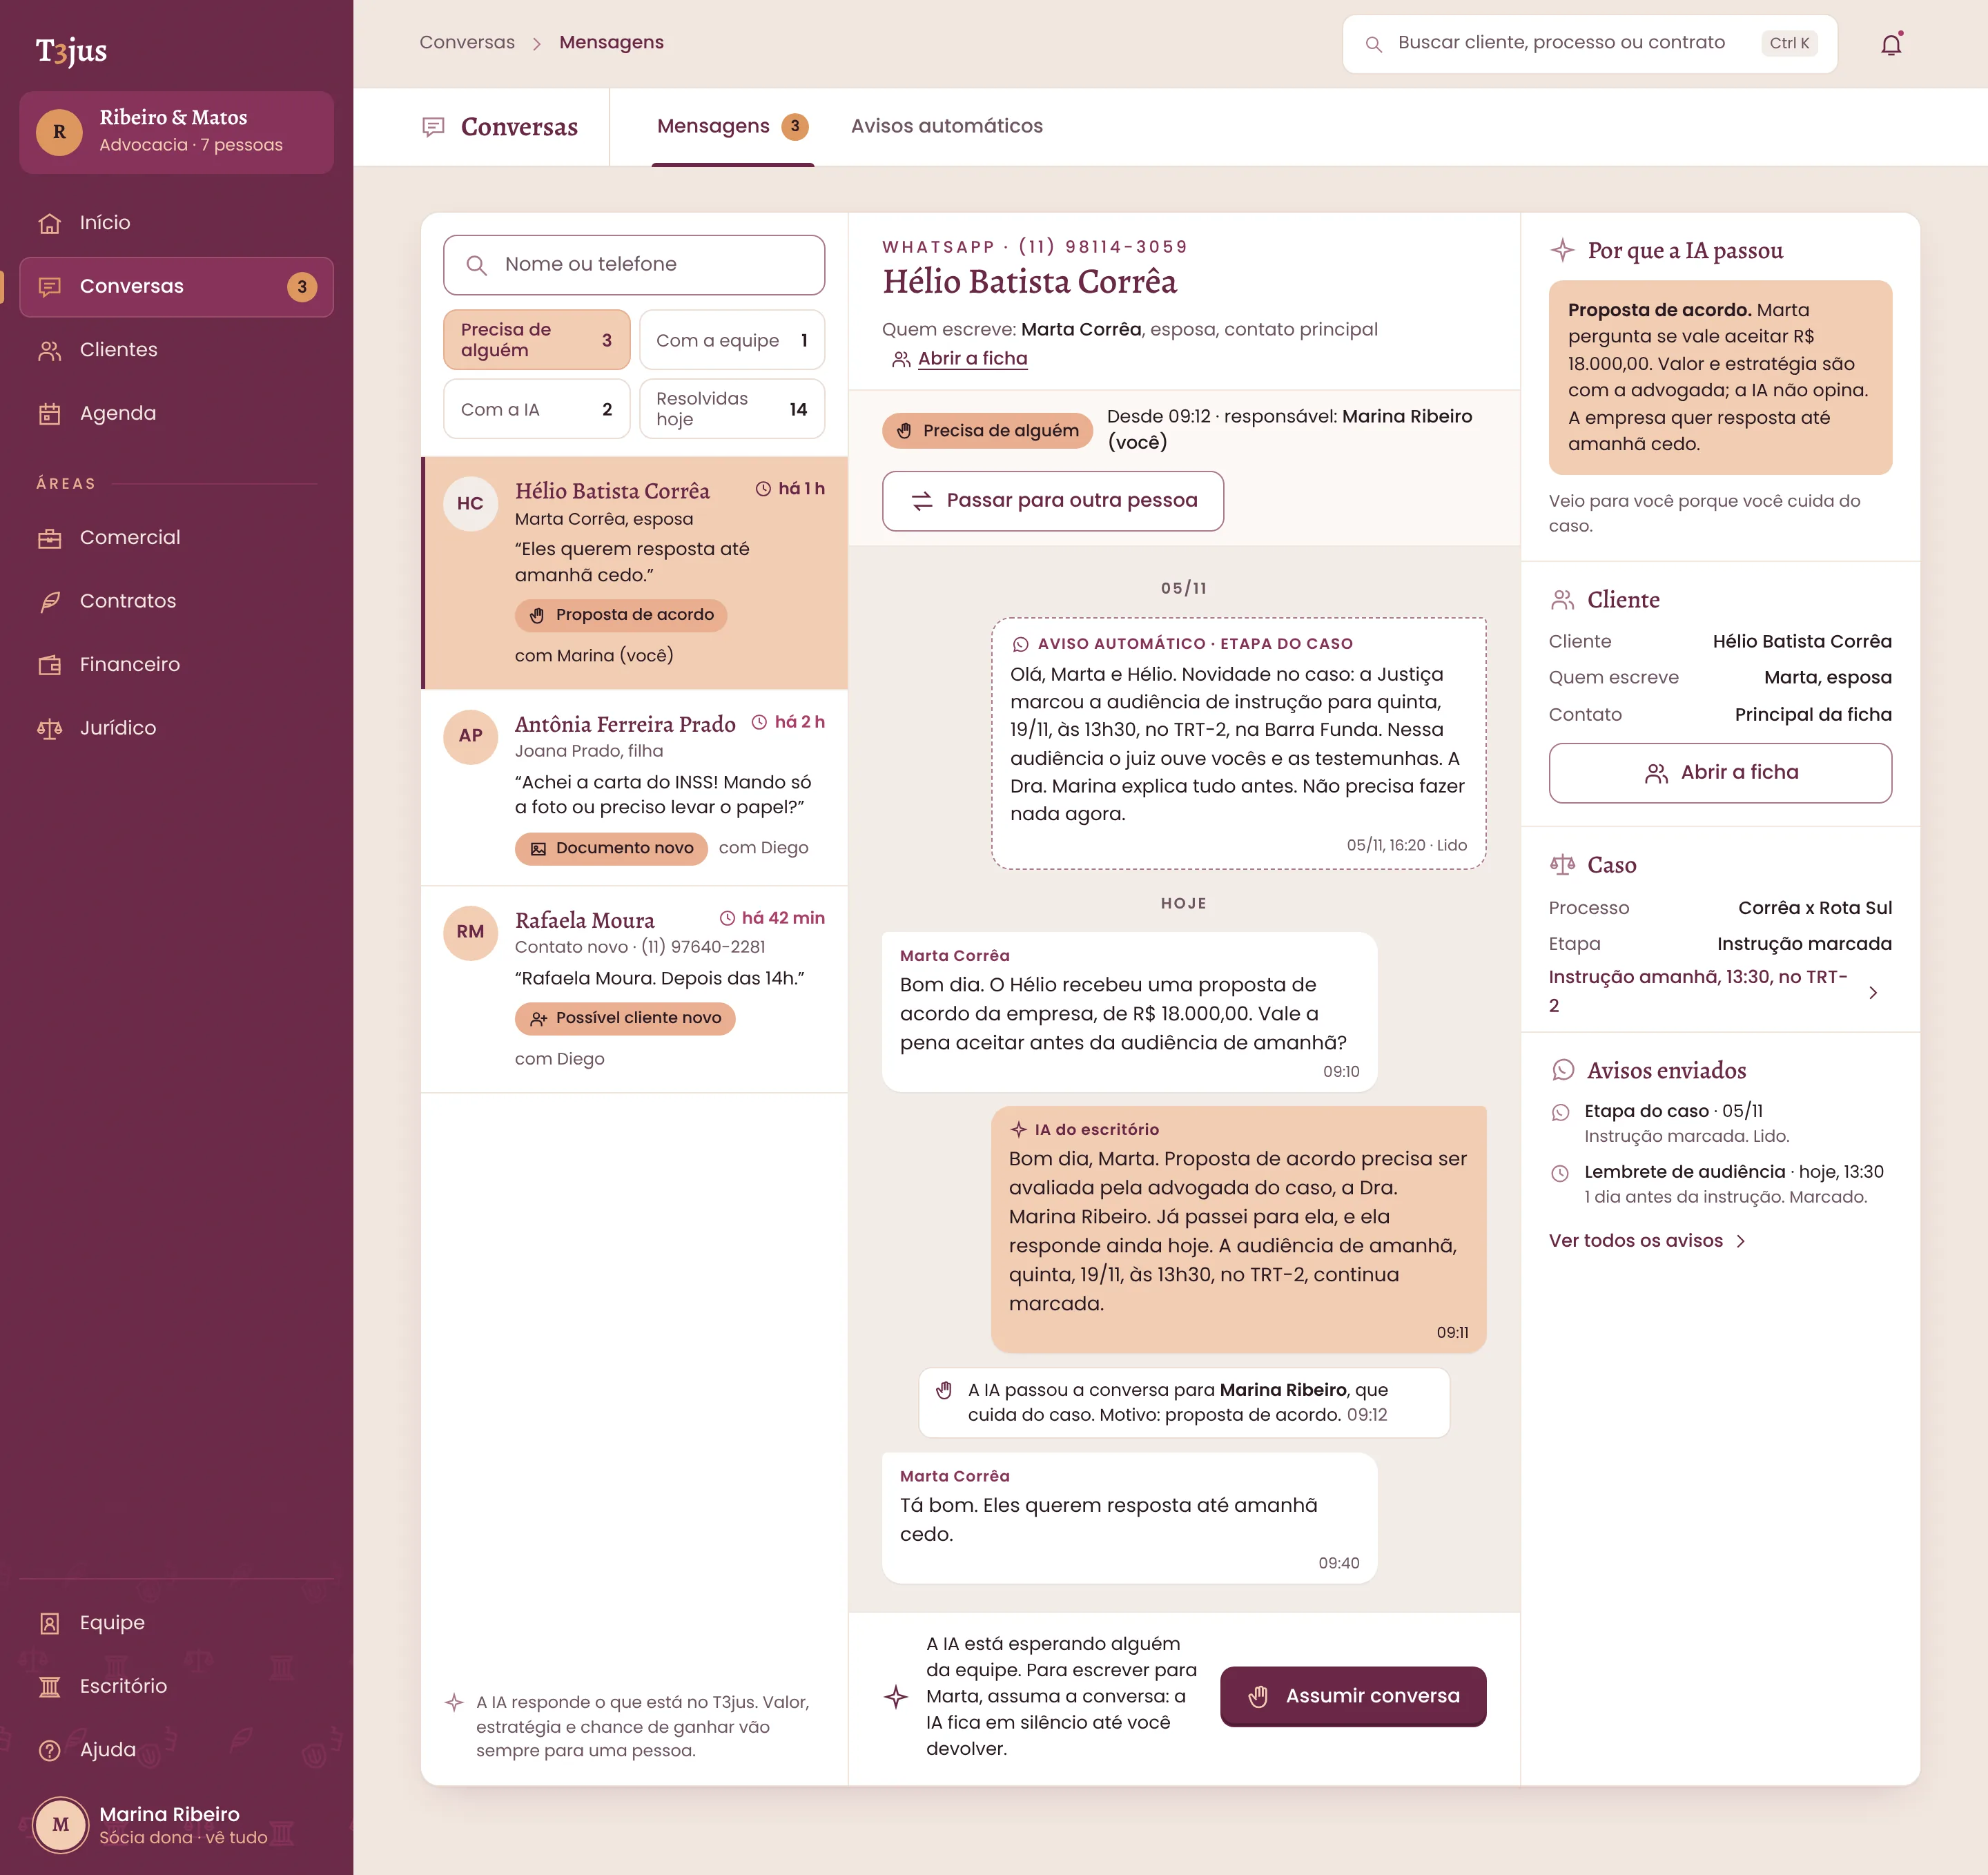 T3jus
R
Ribeiro & Matos
Advocacia · 7 pessoas
Início
Conversas
3
Clientes
Agenda
ÁREAS
Comercial
Contratos
Financeiro
Jurídico
Equipe
Escritório
Ajuda
M
Marina Ribeiro
Sócia dona · vê tudo
Conversas > Mensagens
Buscar cliente, processo ou contrato
Ctrl K
Conversas
Mensagens 3
Avisos automáticos
Nome ou telefone
Precisa de
alguém
3
Com a equipe 1
Com a IA 2
Resolvidas
hoje
14
HC
Hélio Batista Corrêa
há 1 h
Marta Corrêa, esposa
“Eles querem resposta até
amanhã cedo.”
Proposta de acordo
com Marina (você)
AP
Antônia Ferreira Prado
há 2 h
Joana Prado, filha
“Achei a carta do INSS! Mando só
a foto ou preciso levar o papel?”
Documento novo
com Diego
RM
Rafaela Moura
há 42 min
Contato novo · (11) 97640-2281
“Rafaela Moura. Depois das 14h.”
Possível cliente novo
com Diego
A IA responde o que está no T3jus. Valor,
estratégia e chance de ganhar vão
sempre para uma pessoa.
WHATSAPP · (11) 98114-3059
Hélio Batista Corrêa
Quem escreve: Marta Corrêa, esposa, contato principal
Abrir a ficha
Precisa de alguém
Desde 09:12 · responsável: Marina Ribeiro
(você)
Passar para outra pessoa
05/11
AVISO AUTOMÁTICO · ETAPA DO CASO
Olá, Marta e Hélio. Novidade no caso: a Justiça
marcou a audiência de instrução para quinta,
19/11, às 13h30, no TRT-2, na Barra Funda. Nessa
audiência o juiz ouve vocês e as testemunhas. A
Dra. Marina explica tudo antes. Não precisa fazer
nada agora.
05/11, 16:20 · Lido
HOJE
Marta Corrêa
Bom dia. O Hélio recebeu uma proposta de
acordo da empresa, de R$ 18.000,00. Vale a
pena aceitar antes da audiência de amanhã?
09:10
IA do escritório
Bom dia, Marta. Proposta de acordo precisa ser
avaliada pela advogada do caso, a Dra.
Marina Ribeiro. Já passei para ela, e ela
responde ainda hoje. A audiência de amanhã,
quinta, 19/11, às 13h30, no TRT-2, continua
marcada.
09:11
A IA passou a conversa para Marina Ribeiro, que
cuida do caso. Motivo: proposta de acordo. 09:12
Marta Corrêa
Tá bom. Eles querem resposta até amanhã
cedo.
09:40
A IA está esperando alguém
da equipe. Para escrever para
Marta, assuma a conversa: a
IA fica em silêncio até você
devolver.
Assumir conversa
Por que a IA passou
Proposta de acordo. Marta
pergunta se vale aceitar R$
18.000,00. Valor e estratégia são
com a advogada; a IA não opina.
A empresa quer resposta até
amanhã cedo.
Veio para você porque você cuida do
caso.
Cliente
Cliente Hélio Batista Corrêa
Quem escreve Marta, esposa
Contato Principal da ficha
Abrir a ficha
Caso
Processo Corrêa x Rota Sul
Etapa Instrução marcada
Instrução amanhã, 13:30, no TRT-
2
Avisos enviados
Etapa do caso · 05/11
Instrução marcada. Lido.
Lembrete de audiência · hoje, 13:30
1 dia antes da instrução. Marcado.
Ver todos os avisos